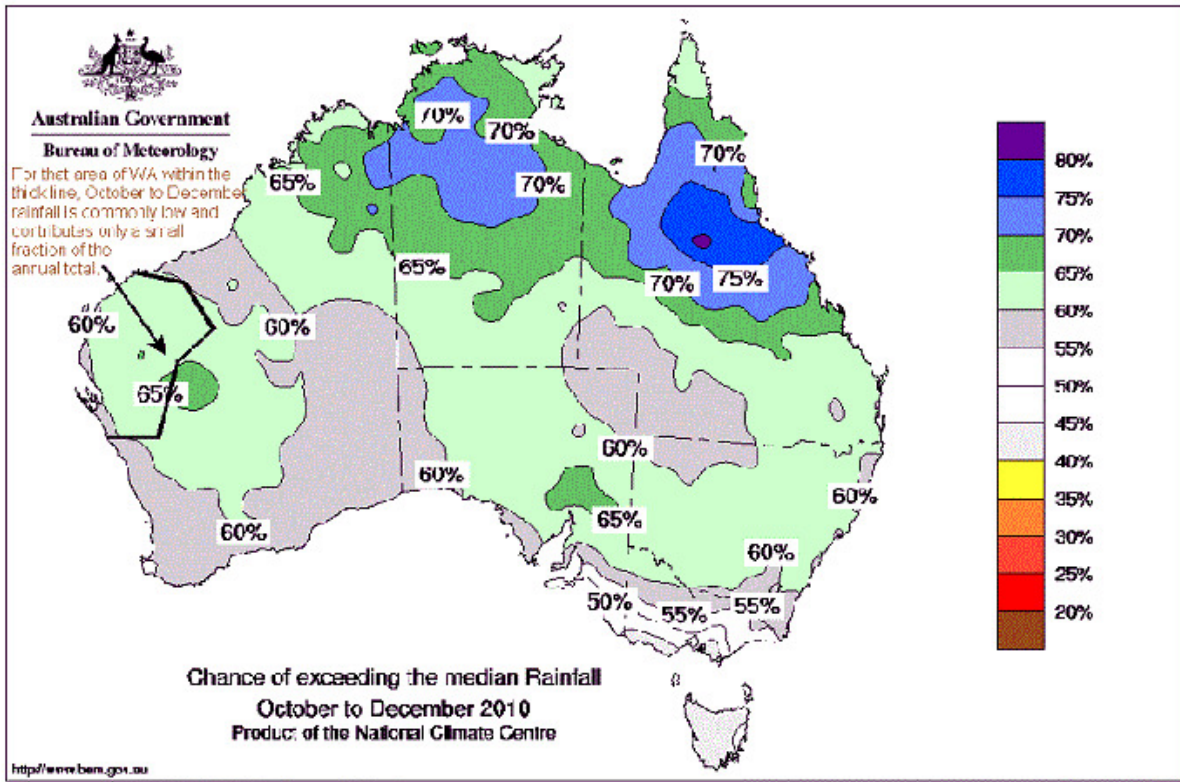 Australian Government
Bureau of Meteorology
For that area of WA within the
thick line, October to December
rainfall is commonly low and
contributes only a small
fraction of the
annual total.
70%
70%
70%
70%
65%
65%
70%
75%
60%
60%
65%
60%
60%
60%
65%
60%
60%
50%
55%
55%
80%
75%
70%
65%
60%
55%
50%
45%
40%
35%
30%
25%
20%
Chance of exceeding the median Rainfall
October to December 2010
Product of the National Climate Centre
http://www.bom.gov.au